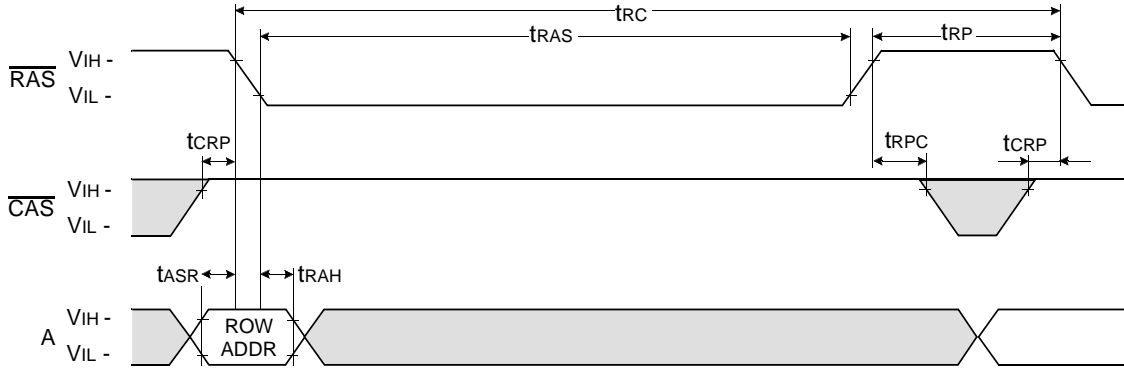 tRC
tRAS
tRP
RAS
VIH -
VIL -
tCRP
tRPC
tCRP
CAS
VIH -
VIL -
tASR
tRAH
A
VIH -
VIL -
ROW
ADDR